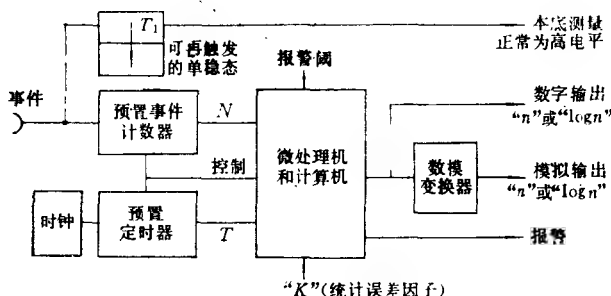 T₁
本底测量
正常为高电平
可再触发
的单稳态
报警阈
事件
数字输出
“n”或“logn”
预置事件
计数器
N
微处理机
和计算机
控制
数模
变换器
模拟输出
“n”或“logn”
时钟
预置
定时器
T
报警
“K”(统计误差因子)